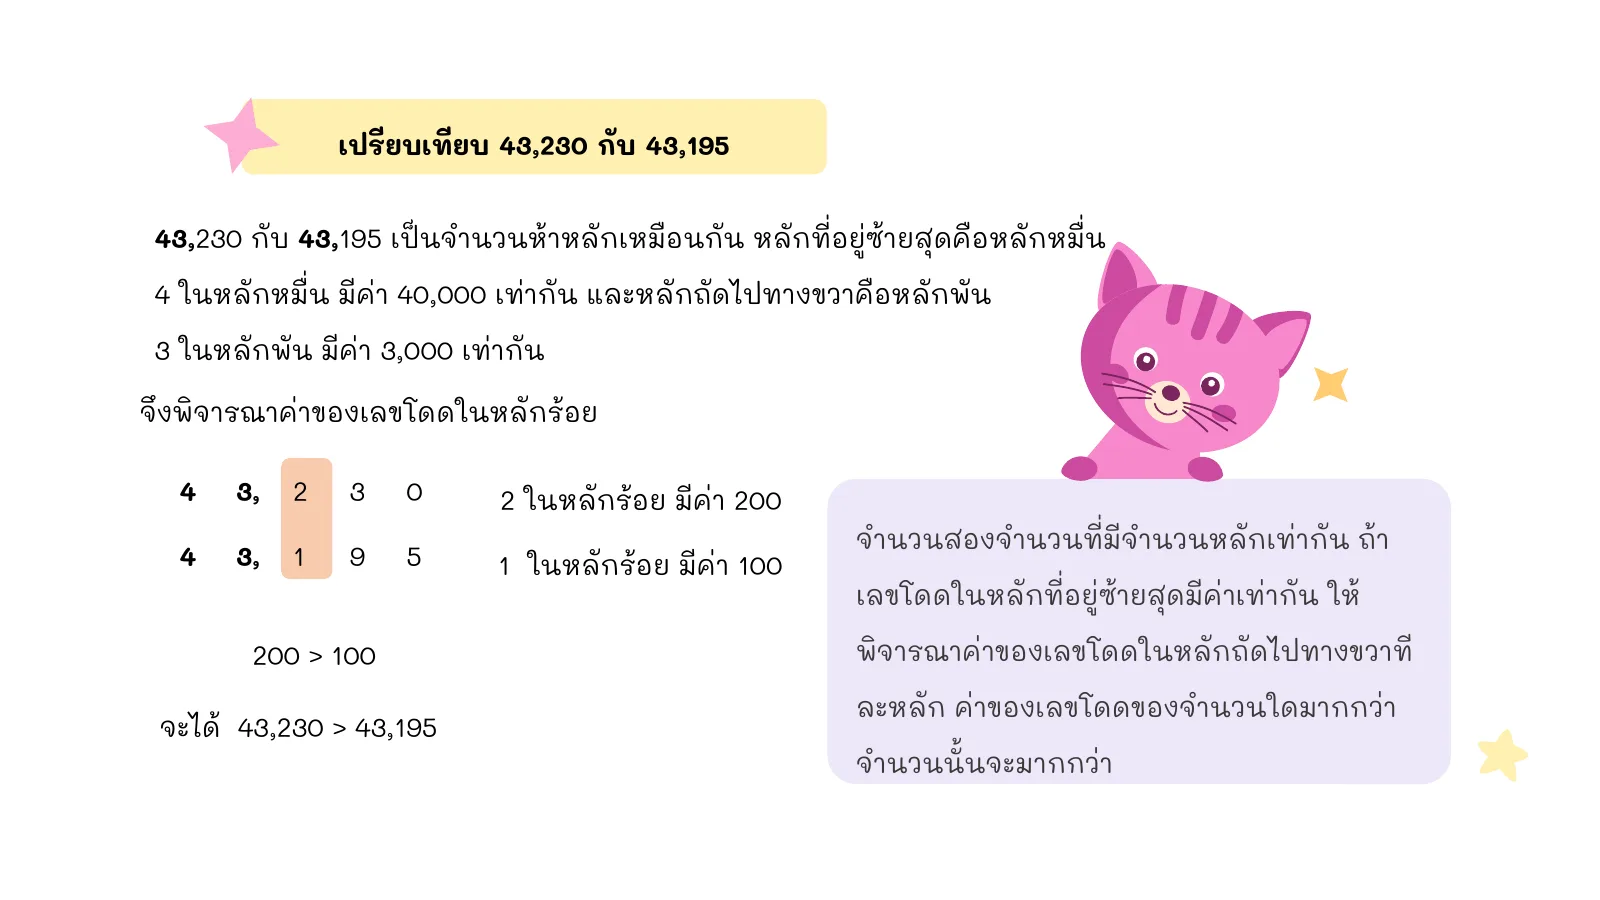 เปรียบเทียบ 43,230 กับ 43,195
43,230 กับ 43,195 เป็นจำนวนห้าหลักเหมือนกัน หลักที่อยู่ซ้ายสุดคือหลักหมื่น
4 ในหลักหมื่น มีค่า 40,000 เท่ากัน และหลักถัดไปทางขวาคือหลักพัน
3 ในหลักพัน มีค่า 3,000 เท่ากัน
จึงพิจารณาค่าของเลขโดดในหลักร้อย
4 3, 2 3 0
2 ในหลักร้อย มีค่า 200
4 3, 1 9 5
1 ในหลักร้อย มีค่า 100
200 > 100
จะได้ 43,230 > 43,195
จำนวนสองจำนวนที่มีจำนวนหลักเท่ากัน ถ้า
เลขโดดในหลักที่อยู่ซ้ายสุดมีค่าเท่ากัน ให้
พิจารณาค่าของเลขโดดในหลักถัดไปทางขวาที
ละหลัก ค่าของเลขโดดของจำนวนใดมากกว่า
จำนวนนั้นจะมากกว่า